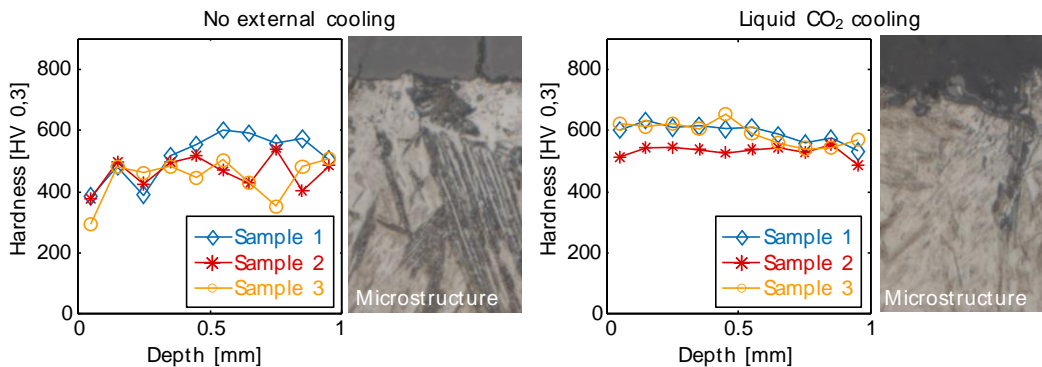 No external cooling
Hardness [HV 0,3]
800
600
400
200
0
Sample 1
Sample 2
Sample 3
0
0.5
1
Depth [mm]
Microstructure
Liquid CO₂ cooling
Hardness [HV 0,3]
800
600
400
200
0
Sample 1
Sample 2
Sample 3
0
0.5
1
Depth [mm]
Microstructure